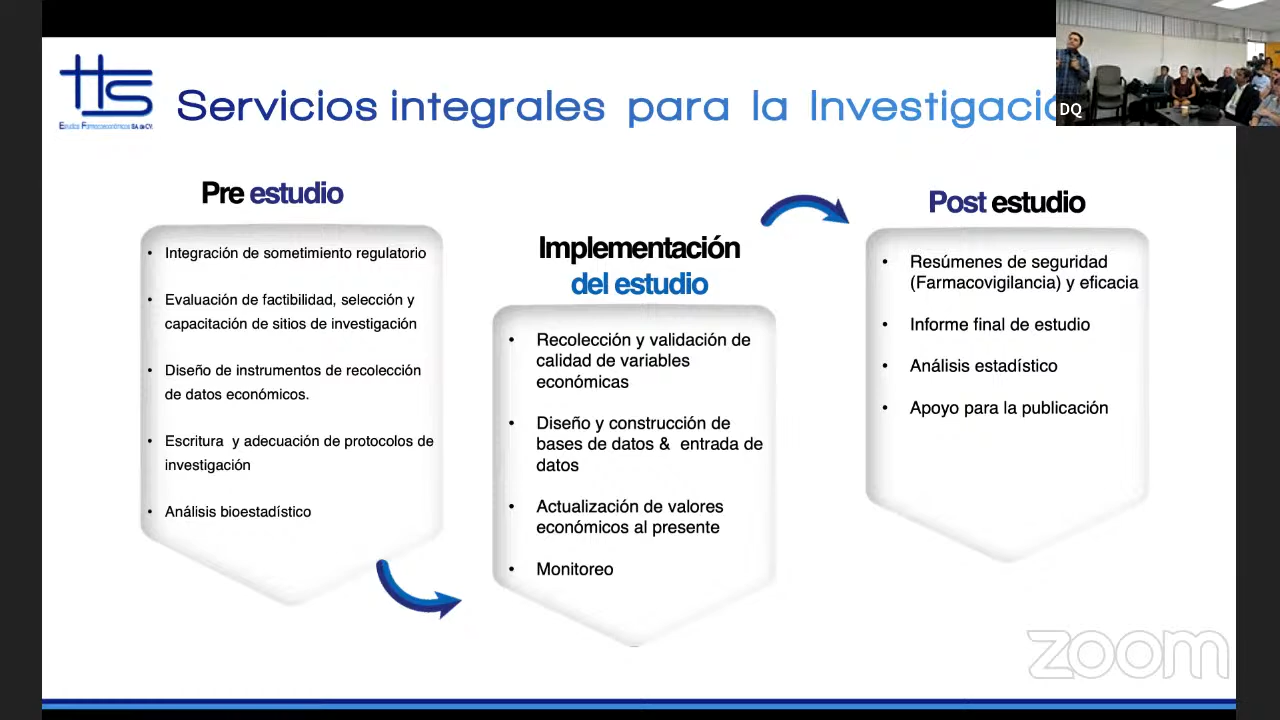 HS
Estudios Farmacoeconómicos S.A. de C.V.
Servicios integrales para la Investigació
DQ
Pre estudio
• Integración de sometimiento regulatorio
• Evaluación de factibilidad, selección y
capacitación de sitios de investigación
• Diseño de instrumentos de recolección
de datos económicos.
• Escritura y adecuación de protocolos de
investigación
• Análisis bioestadístico
Implementación
del estudio
• Recolección y validación de
calidad de variables
económicas
• Diseño y construcción de
bases de datos & entrada de
datos
• Actualización de valores
económicos al presente
• Monitoreo
Post estudio
• Resúmenes de seguridad
(Farmacovigilancia) y eficacia
• Informe final de estudio
• Análisis estadístico
• Apoyo para la publicación
zoom